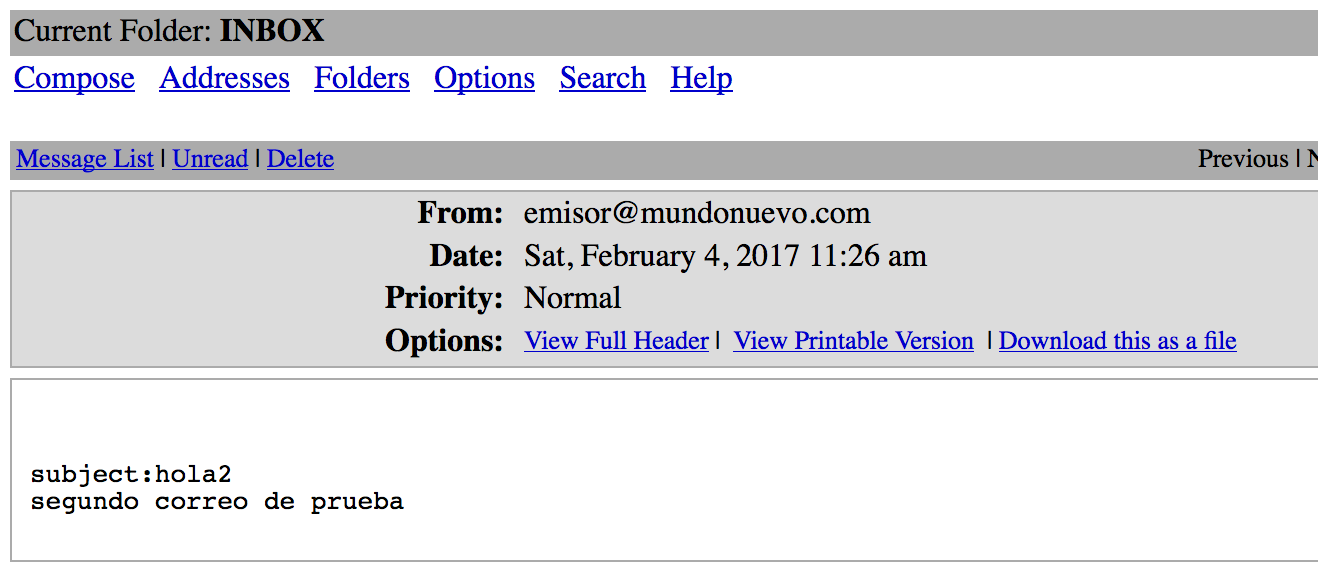 Current Folder: INBOX
Compose Addresses Folders Options Search Help
Message List | Unread | Delete Previous |
From: emisor@mundonuevo.com
Date: Sat, February 4, 2017 11:26 am
Priority: Normal
Options: View Full Header | View Printable Version | Download this as a file
subject:hola2
segundo correo de prueba